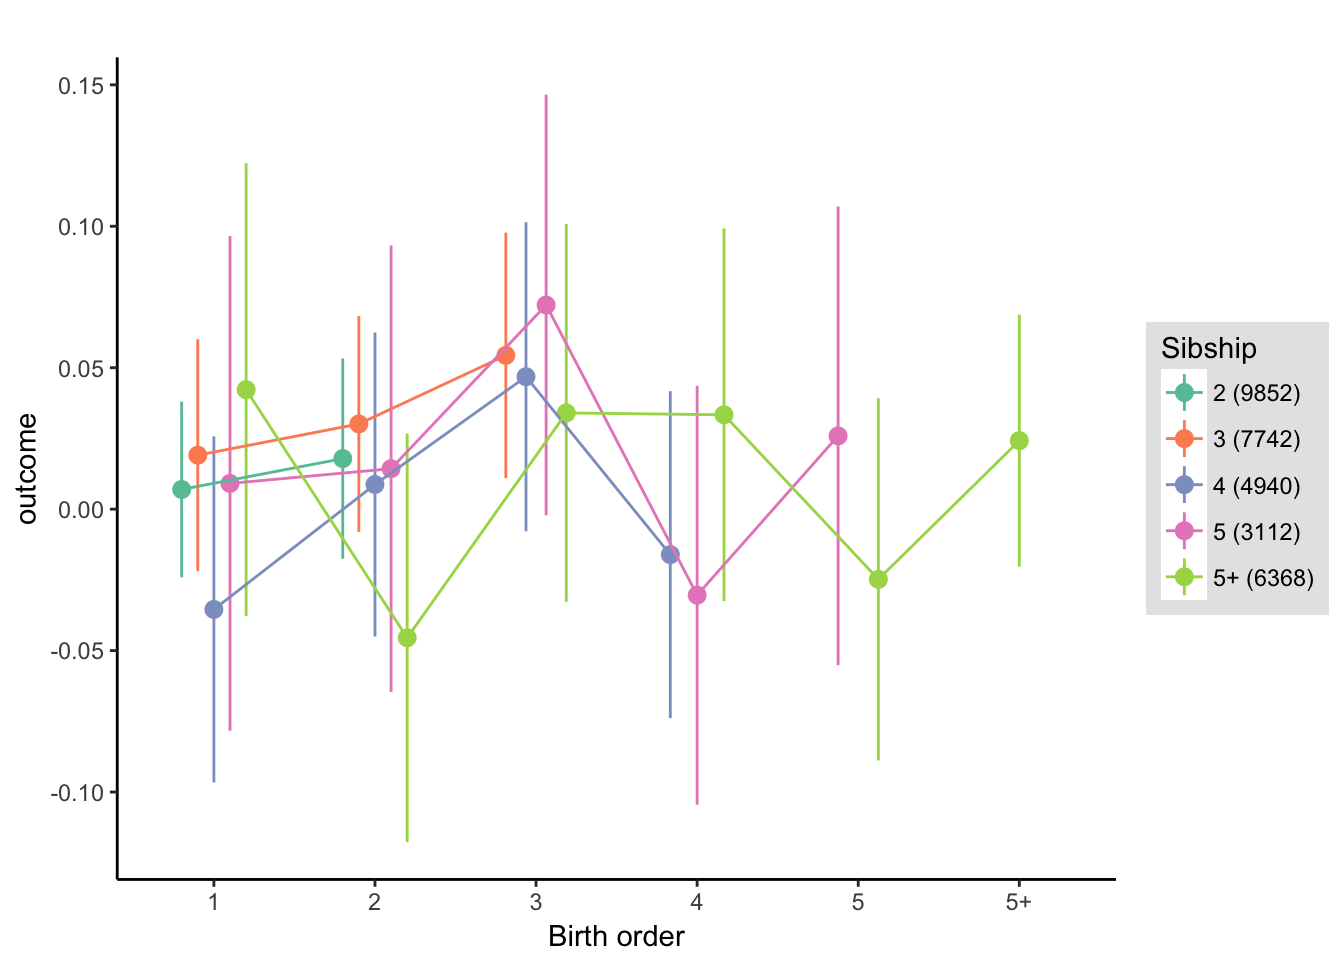 0.15
0.10
0.05
0.00
-0.05
-0.10
outcome
1 2 3 4 5 5+
Birth order
Sibship
2 (9852)
3 (7742)
4 (4940)
5 (3112)
5+ (6368)